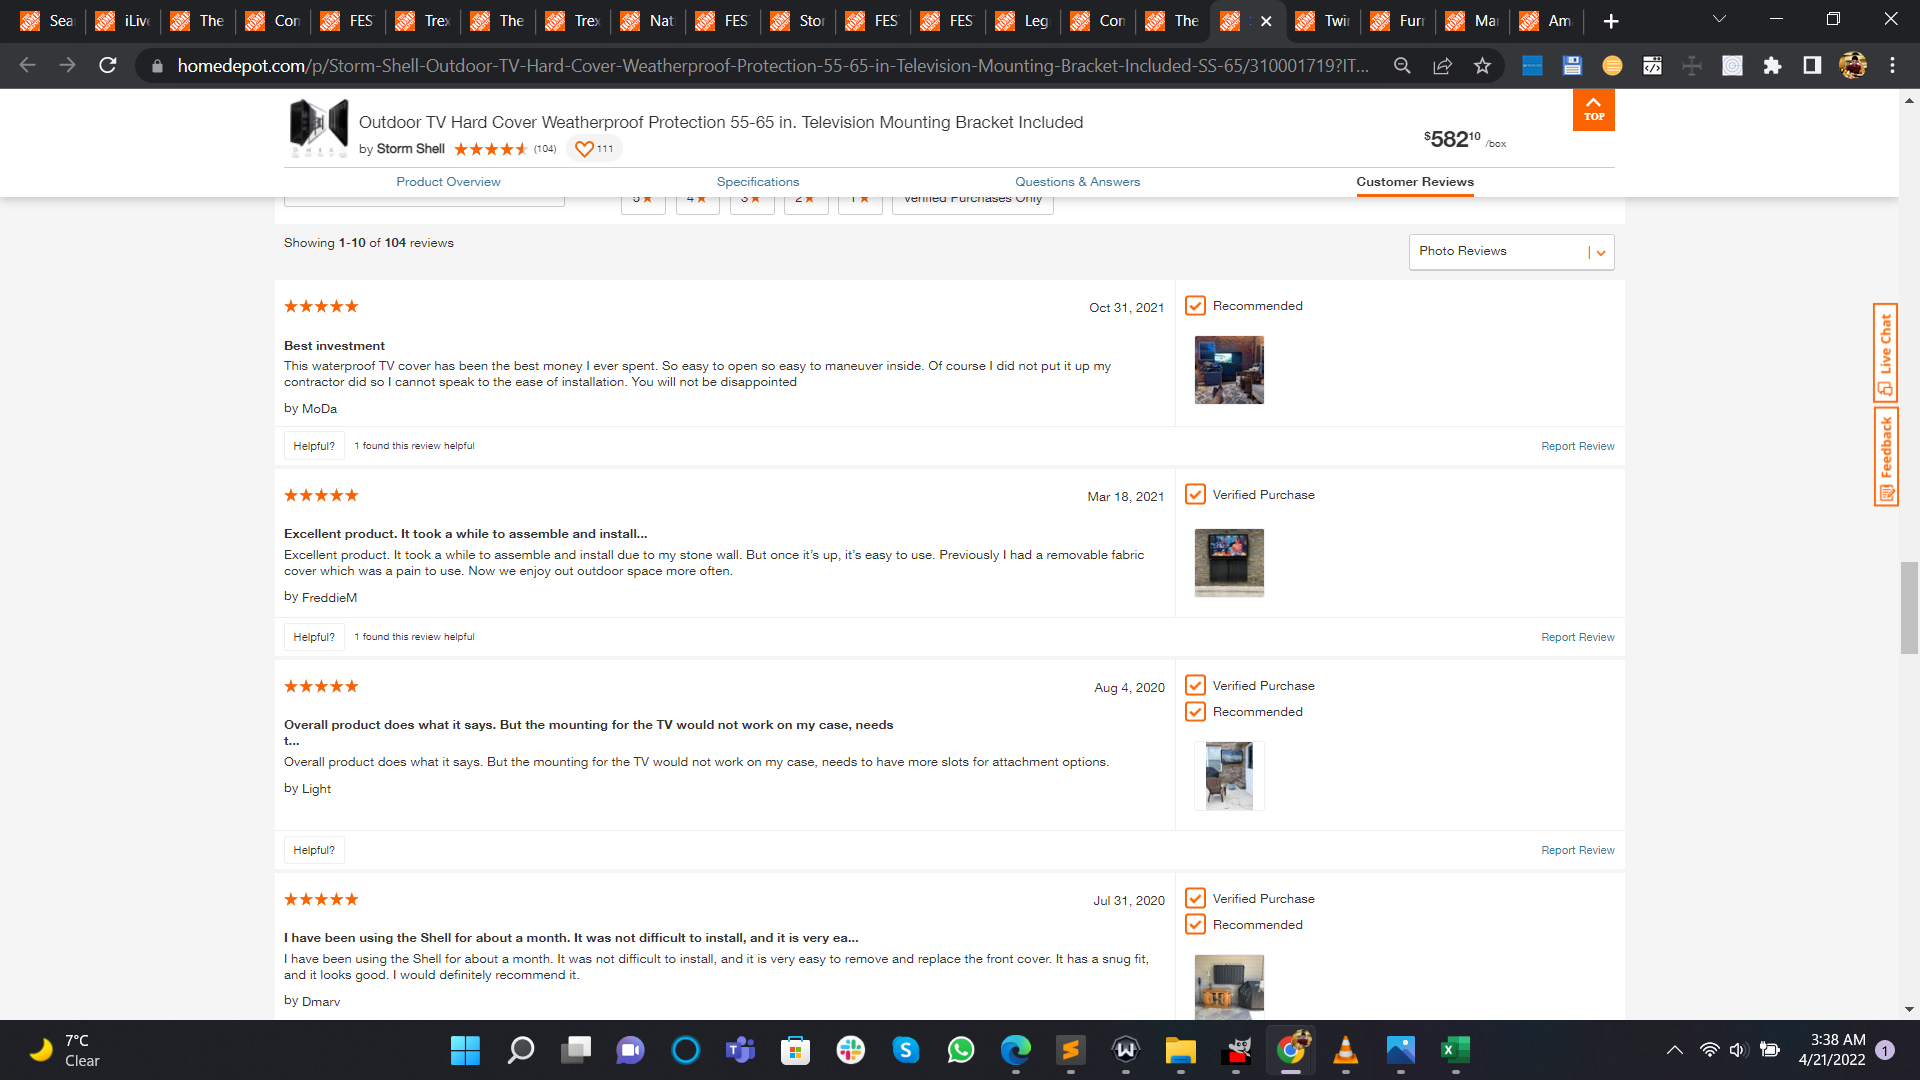 Sea
iLive
The
Con
FES
Trex
The
Trex
Nat
FES
Stor
FES
FES
Leg
Con
The
Twi
Furr
Ma
Am
homedepot.com/p/Storm-Shell-Outdoor-TV-Hard-Cover-Weatherproof-Protection-55-65-in-Television-Mounting-Bracket-Included-SS-65/310001719?IT...
Outdoor TV Hard Cover Weatherproof Protection 55-65 in. Television Mounting Bracket Included
by Storm Shell (104) 111
$582 10 /box
TOP
Product Overview Specifications Questions & Answers Customer Reviews
5 4 3 2 1 Verified Purchases Only
Showing 1-10 of 104 reviews
Photo Reviews
Live Chat
Feedback
Oct 31, 2021
Recommended
Best investment
This waterproof TV cover has been the best money I ever spent. So easy to open so easy to maneuver inside. Of course I did not put it up my
contractor did so I cannot speak to the ease of installation. You will not be disappointed
by MoDa
Helpful? 1 found this review helpful Report Review
Mar 18, 2021
Verified Purchase
Excellent product. It took a while to assemble and install...
Excellent product. It took a while to assemble and install due to my stone wall. But once it's up, it's easy to use. Previously I had a removable fabric
cover which was a pain to use. Now we enjoy out outdoor space more often.
by FreddieM
Helpful? 1 found this review helpful Report Review
Aug 4, 2020
Verified Purchase
Recommended
Overall product does what it says. But the mounting for the TV would not work on my case, needs
t...
Overall product does what it says. But the mounting for the TV would not work on my case, needs to have more slots for attachment options.
by Light
Helpful? Report Review
Jul 31, 2020
Verified Purchase
Recommended
I have been using the Shell for about a month. It was not difficult to install, and it is very ea...
I have been using the Shell for about a month. It was not difficult to install, and it is very easy to remove and replace the front cover. It has a snug fit,
and it looks good. I would definitely recommend it.
by Dmarv
7°C
Clear
3:38 AM
4/21/2022
1